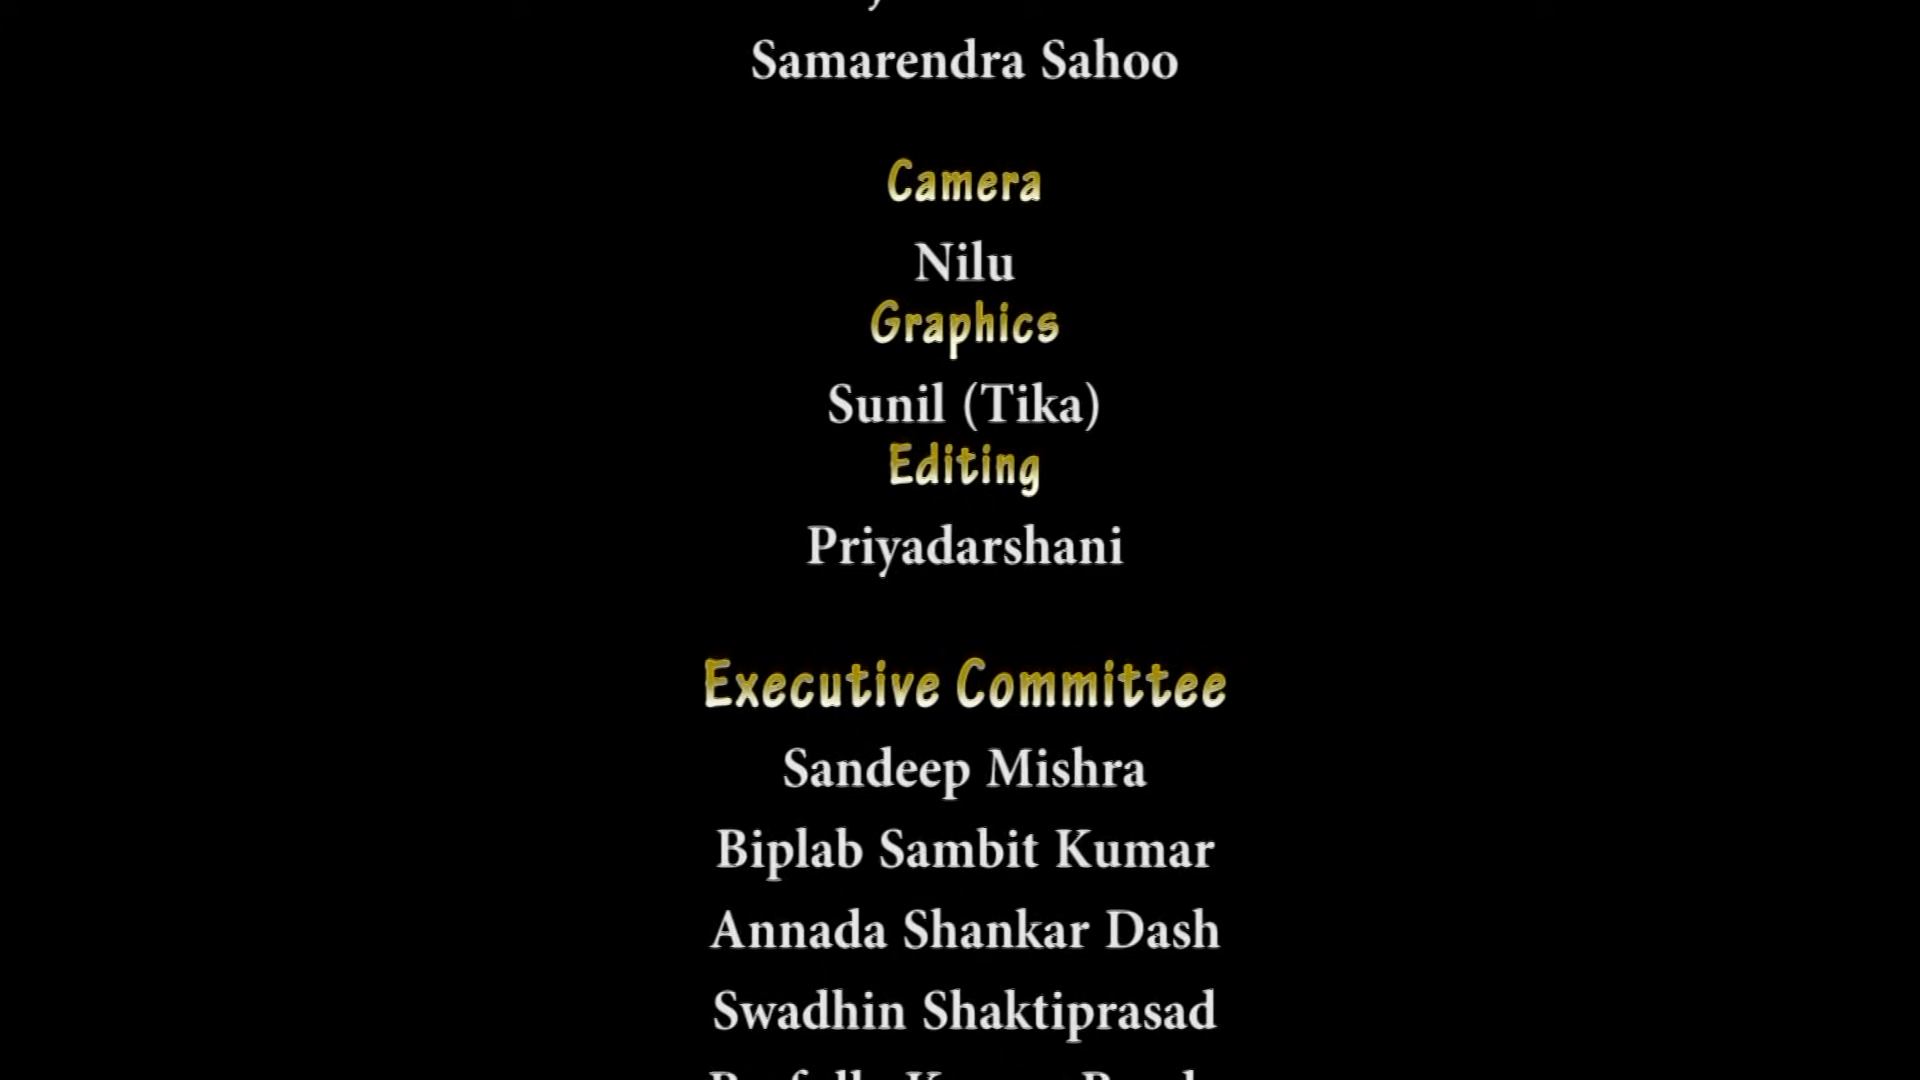 Samarendra Sahoo
Camera
Nilu
Graphics
Sunil (Tika)
Editing
Priyadarshani
Executive Committee
Sandeep Mishra
Biplab Sambit Kumar
Annada Shankar Dash
Swadhin Shaktiprasad